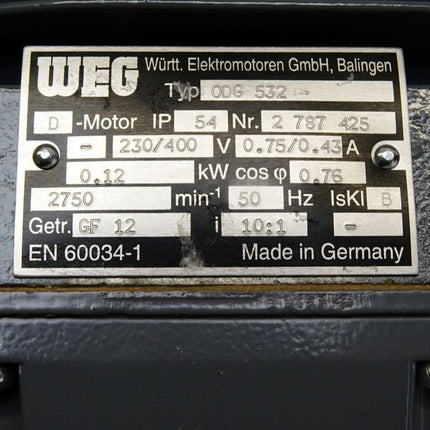 WEG Württ. Elektromotoren GmbH, Balingen
Typ ODG 532
D -Motor IP 54 Nr. 2 787 425
- 230/400 V 0.75/0.43 A
0.12 kW cos φ 0.76
2750 min-1 50 Hz IsKl B
Getr. GF 12 i 10:1 -
EN 60034-1 Made in Germany